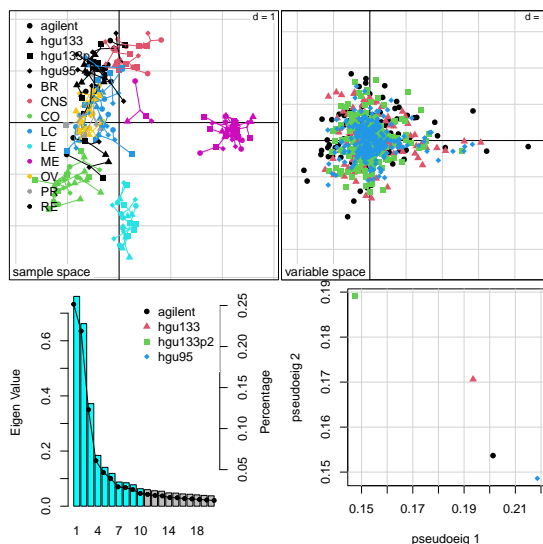 d = 1
agilent
hgu133
hgu133p
hgu95
BR
CNS
CO
LC
LE
ME
OV
PR
RE
sample space
d =
variable space
Eigen Value
0.0 0.2 0.4 0.6
1 4 7 10 14 18
Percentage
0.05 0.10 0.15 0.20 0.25
agilent
hgu133
hgu133p2
hgu95
pseudoeig 2
0.15 0.16 0.17 0.18 0.19
0.15 0.17 0.19 0.21
pseudoeig 1